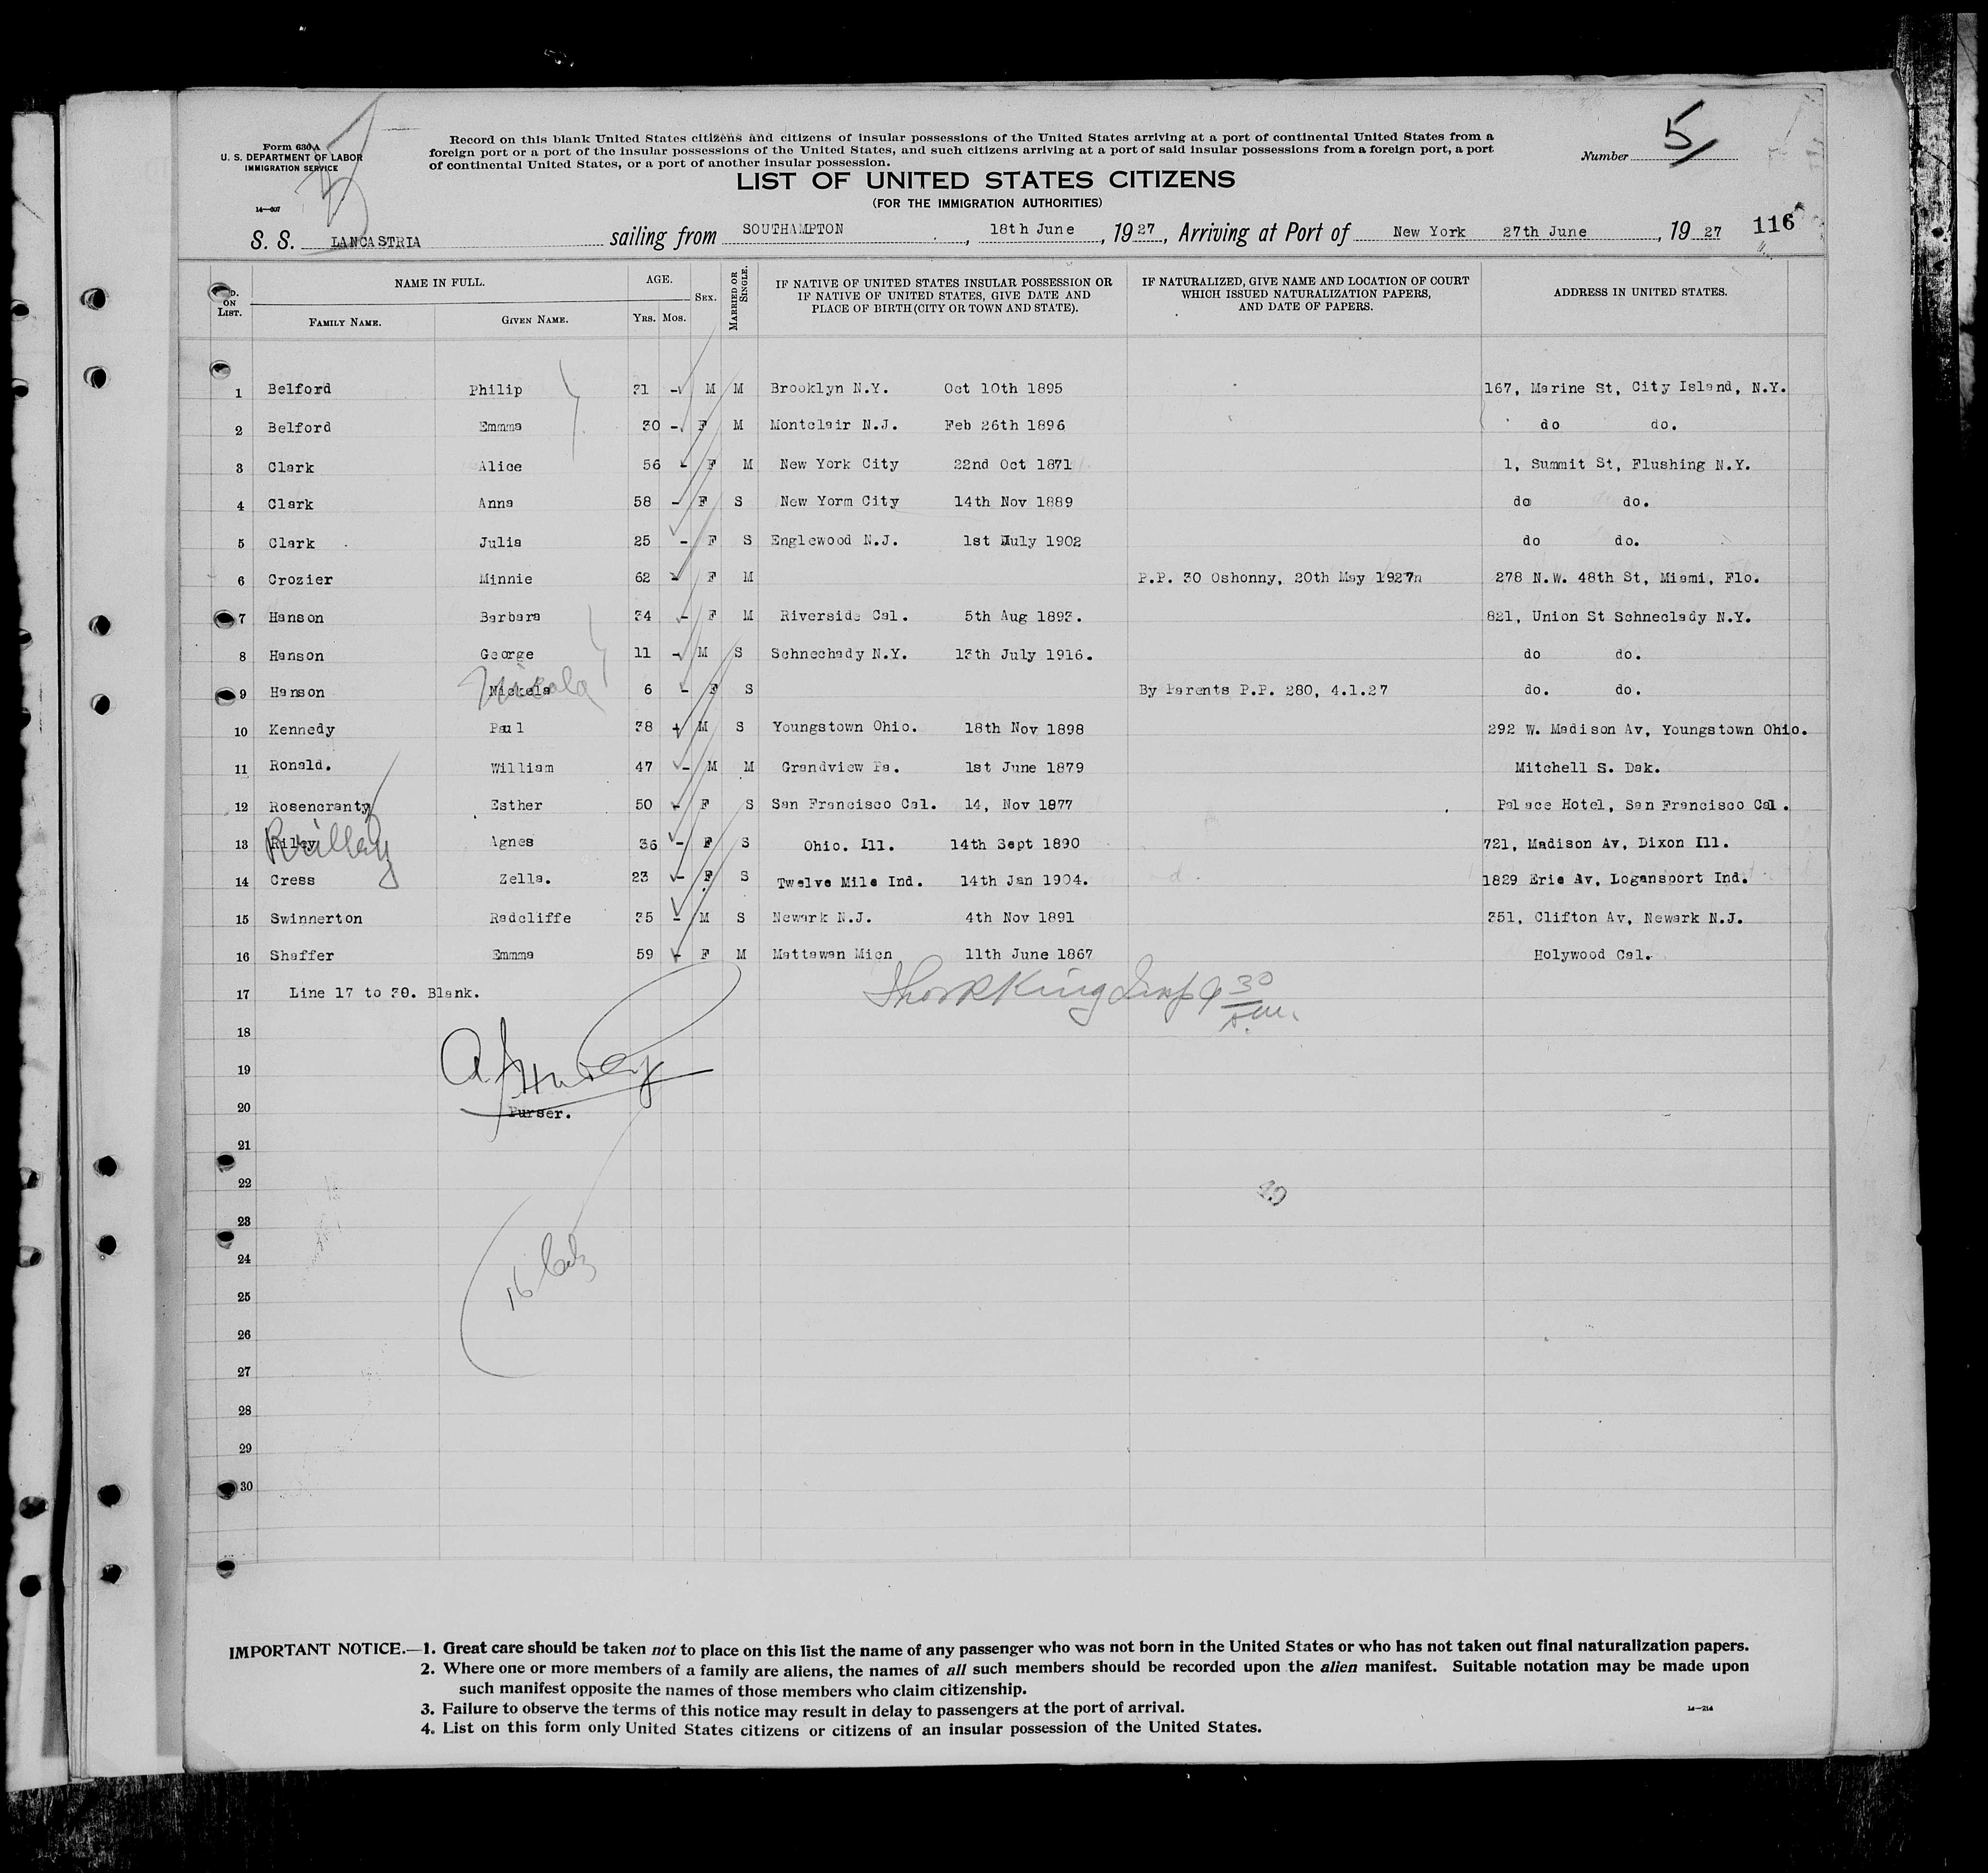 Form 630 A
U. S. DEPARTMENT OF LABOR
IMMIGRATION SERVICE
14—607
Record on this blank United States citizens and citizens of insular possessions of the United States arriving at a port of continental United States from a
foreign port or a port of the insular possessions of the United States, and such citizens arriving at a port of said insular possessions from a foreign port, a port
of continental United States, or a port of another insular possession.
Number 5
LIST OF UNITED STATES CITIZENS
(FOR THE IMMIGRATION AUTHORITIES)
S. S. LANCASTRIA sailing from SOUTHAMPTON, 18th June, 1927, Arriving at Port of New York 27th June, 1927 116
ON LIST. NAME IN FULL. FAMILY NAME. GIVEN NAME. AGE. YRS. MOS. SEX. MARRIED OR SINGLE. IF NATIVE OF UNITED STATES INSULAR POSSESSION OR IF NATIVE OF UNITED STATES, GIVE DATE AND PLACE OF BIRTH (CITY OR TOWN AND STATE). IF NATURALIZED, GIVE NAME AND LOCATION OF COURT WHICH ISSUED NATURALIZATION PAPERS, AND DATE OF PAPERS. ADDRESS IN UNITED STATES.
1 Belford Philip 31 - M M Brooklyn N.Y. Oct 10th 1895 167, Marine St, City Island, N.Y.
2 Belford Emmma 30 - F M Montclair N.J. Feb 26th 1896 do do.
3 Clark Alice 56 - F M New York City 22nd Oct 1871 1, Summit St, Flushing N.Y.
4 Clark Anna 58 - F S New Yorm City 14th Nov 1889 do do.
5 Clark Julia 25 - F S Englewood N.J. 1st July 1902 do do.
6 Crozier Minnie 62 - F M P.P. 30 Oshonny, 20th May 1927n 278 N.W. 48th St, Miami, Flo.
7 Hanson Barbara 34 - F M Riverside Cal. 5th Aug 1893. 821, Union St Schneclady N.Y.
8 Hanson George 11 - M S Schnechady N.Y. 13th July 1916. do do.
9 Hanson Nickela Nicola 6 - F S By Parents P.P. 280, 4.1.27 do. do.
10 Kennedy Paul 38 - M S Youngstown Ohio. 18th Nov 1898 292 W. Madison Av, Youngstown Ohio.
11 Ronald. William 47 - M M Grandview Pa. 1st June 1879 Mitchell S. Dak.
12 Rosencranty Esther 50 - F S San Francisco Cal. 14, Nov 1877 Palace Hotel, San Francisco Cal.
13 Riley Agnes 36 - F S Ohio. Ill. 14th Sept 1890 721, Madison Av, Dixon Ill.
14 Cress Zella. 23 - F S Twelve Mile Ind. 14th Jan 1904. 1829 Erie Av, Logansport Ind.
15 Swinnerton Radcliffe 35 - M S Newark N.J. 4th Nov 1891 351, Clifton Av, Newark N.J.
16 Shaffer Emmma 59 - F M Mattawan Micn 11th June 1867 Holywood Cal.
17 Line 17 to 30. Blank.
King Insp 9 30 A.M.
18
19
20 Purser.
21
22
23
24
16
25
26
27
28
29
30
IMPORTANT NOTICE.—1. Great care should be taken not to place on this list the name of any passenger who was not born in the United States or who has not taken out final naturalization papers.
2. Where one or more members of a family are aliens, the names of all such members should be recorded upon the alien manifest. Suitable notation may be made upon
such manifest opposite the names of those members who claim citizenship.
3. Failure to observe the terms of this notice may result in delay to passengers at the port of arrival.
4. List on this form only United States citizens or citizens of an insular possession of the United States.
14—214